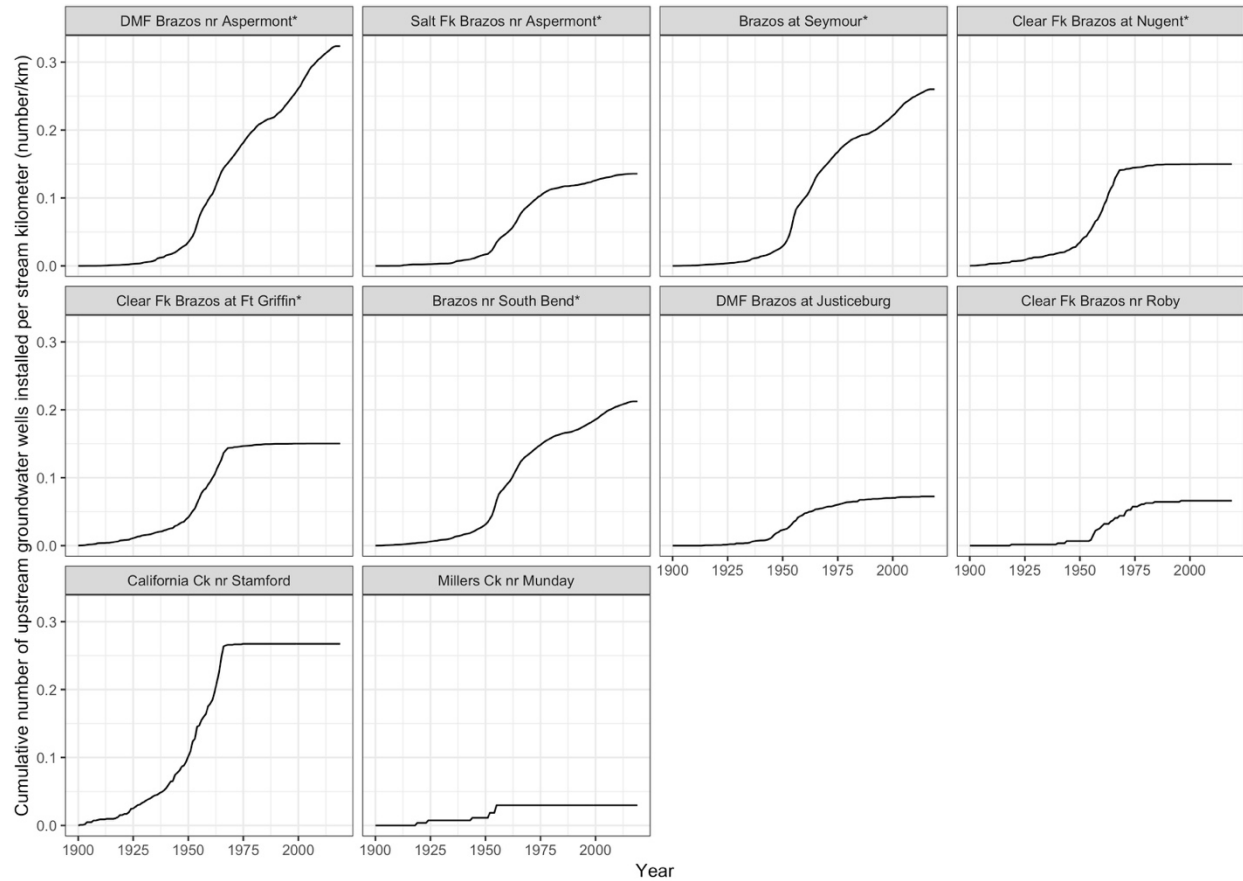 Cumulative number of upstream groundwater wells installed per stream kilometer (number/km)
DMF Brazos nr Aspermont*
Salt Fk Brazos nr Aspermont*
Brazos at Seymour*
Clear Fk Brazos at Nugent*
0.3
0.2
0.1
0.0
Clear Fk Brazos at Ft Griffin*
Brazos nr South Bend*
DMF Brazos at Justiceburg
Clear Fk Brazos nr Roby
0.3
0.2
0.1
0.0
1900 1925 1950 1975 2000
1900 1925 1950 1975 2000
California Ck nr Stamford
Millers Ck nr Munday
0.3
0.2
0.1
0.0
1900 1925 1950 1975 2000
1900 1925 1950 1975 2000
Year